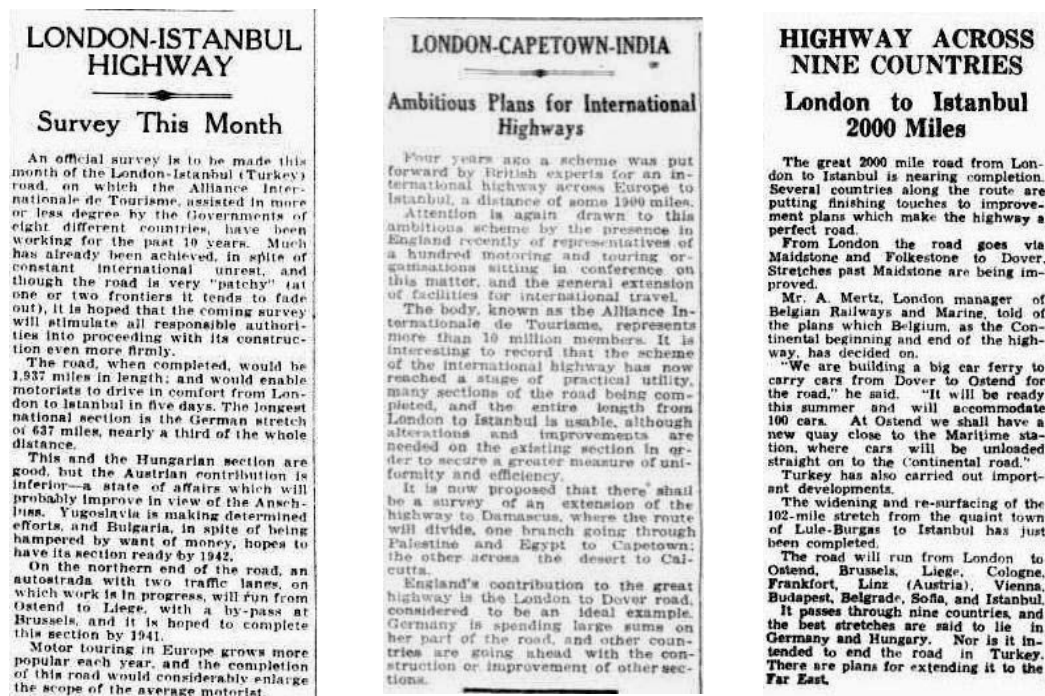 LONDON-ISTANBUL
HIGHWAY
Survey This Month
An official survey is to be made this
month of the London-Istanbul (Turkey)
road, on which the Alliance Inter-
nationale de Tourisme, assisted in more
or less degree by the Governments of
eight different countries, have been
working for the past 10 years. Much
has already been achieved, in spite of
constant international unrest, and
though the road is very "patchy" (at
one or two frontiers it tends to fade
out), it is hoped that the coming survey
will stimulate all responsible authori-
ties into proceeding with its construc-
tion even more firmly.
The road, when completed, would be
1,937 miles in length; and would enable
motorists to drive in comfort from Lon-
don to Istanbul in five days. The longest
national section is the German stretch
of 637 miles, nearly a third of the whole
distance.
This and the Hungarian section are
good, but the Austrian contribution is
inferior—a state of affairs which will
probably improve in view of the Ansch-
luss. Yugoslavia is making determined
efforts, and Bulgaria, in spite of being
hampered by want of money, hopes to
have its section ready by 1942.
On the northern end of the road, an
autostrada with two traffic lanes, on
which work is in progress, will run from
Ostend to Liege, with a by-pass at
Brussels, and it is hoped to complete
this section by 1941.
Motor touring in Europe grows more
popular each year, and the completion
of this road would considerably enlarge
the scope of the average motorist.
LONDON-CAPETOWN-INDIA
Ambitious Plans for International
Highways
Four years ago a scheme was put
forward by British experts for an in-
ternational highway across Europe to
Istanbul, a distance of some 1900 miles.
Attention is again drawn to this
ambitious scheme by the presence in
England recently of representatives of
a hundred motoring and touring or-
ganisations sitting in conference on
this matter, and the general extension
of facilities for international travel.
The body, known as the Alliance In-
ternationale de Tourisme, represents
more than 10 million members. It is
interesting to record that the scheme
of the international highway has now
reached a stage of practical utility,
many sections of the road being com-
pleted, and the entire length from
London to Istanbul is usable, although
alterations and improvements are
needed on the existing section in or-
der to secure a greater measure of uni-
formity and efficiency.
It is now proposed that there shall
be a survey of an extension of the
highway to Damascus, where the route
will divide, one branch going through
Palestine and Egypt to Capetown;
the other across the desert to Cal-
cutta.
England's contribution to the great
highway is the London to Dover road,
considered to be an ideal example.
Germany is spending large sums on
her part of the road, and other coun-
tries are going ahead with the con-
struction or improvement of other sec-
tions.
HIGHWAY ACROSS
NINE COUNTRIES
London to Istanbul
2000 Miles
The great 2000 mile road from Lon-
don to Istanbul is nearing completion.
Several countries along the route are
putting finishing touches to improve-
ment plans which make the highway a
perfect road.
From London the road goes via
Maidstone and Folkestone to Dover.
Stretches past Maidstone are being im-
proved.
Mr. A. Mertz, London manager of
Belgian Railways and Marine, told of
the plans which Belgium, as the Con-
tinental beginning and end of the high-
way, has decided on.
"We are building a big car ferry to
carry cars from Dover to Ostend for
the road," he said. "It will be ready
this summer and will accommodate
100 cars. At Ostend we shall have a
new quay close to the Maritime sta-
tion, where cars will be unloaded
straight on to the Continental road."
Turkey has also carried out import-
ant developments.
The widening and re-surfacing of the
102-mile stretch from the quaint town
of Lule-Burgas to Istanbul has just
been completed.
The road will run from London to
Ostend, Brussels, Liege, Cologne,
Frankfort, Linz (Austria), Vienna,
Budapest, Belgrade, Sofia, and Istanbul.
It passes through nine countries, and
the best stretches are said to lie in
Germany and Hungary. Nor is it in-
tended to end the road in Turkey.
There are plans for extending it to the
Far East.